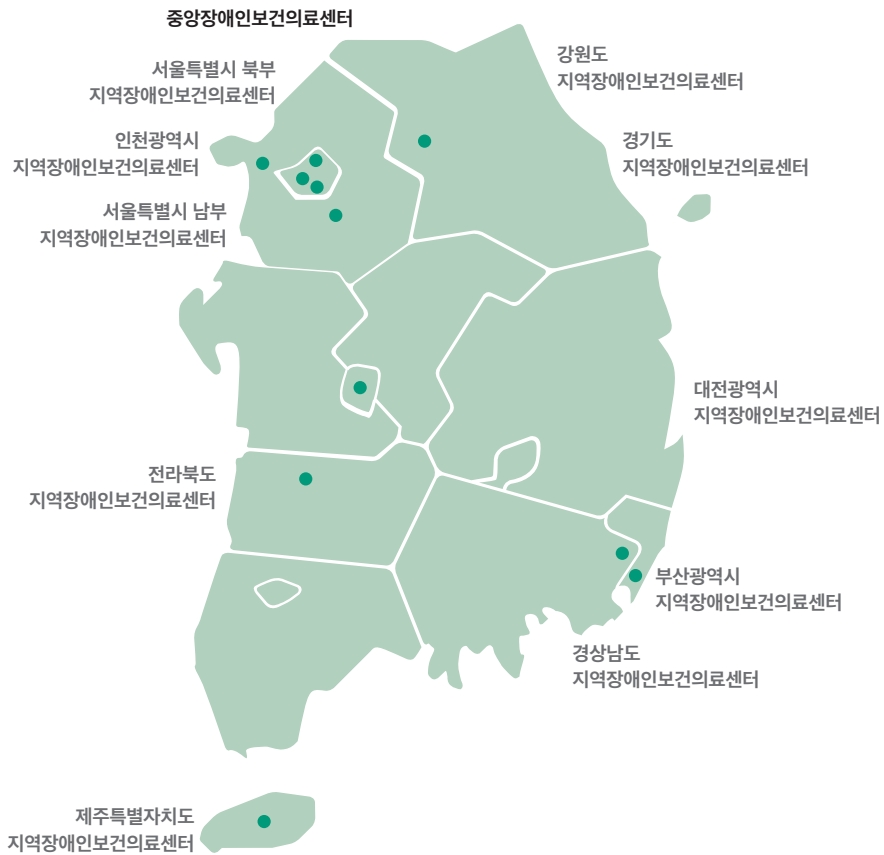 중앙장애인보건의료센터
서울특별시 북부
지역장애인보건의료센터
강원도
지역장애인보건의료센터
인천광역시
지역장애인보건의료센터
경기도
지역장애인보건의료센터
서울특별시 남부
지역장애인보건의료센터
대전광역시
지역장애인보건의료센터
전라북도
지역장애인보건의료센터
부산광역시
지역장애인보건의료센터
경상남도
지역장애인보건의료센터
제주특별자치도
지역장애인보건의료센터